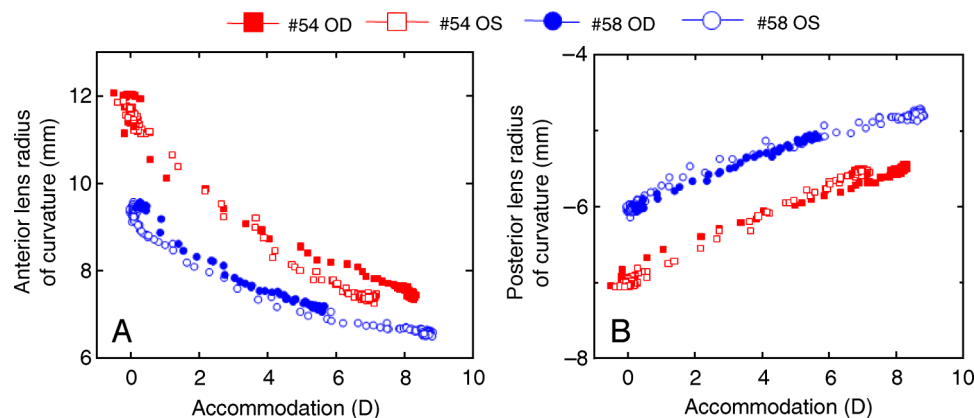 #54 OD #54 OS #58 OD #58 OS
Anterior lens radius
of curvature (mm)
12
10
8
6
A
0 2 4 6 8 10
Accommodation (D)
Posterior lens radius
of curvature (mm)
−4
−6
−8
B
0 2 4 6 8 10
Accommodation (D)